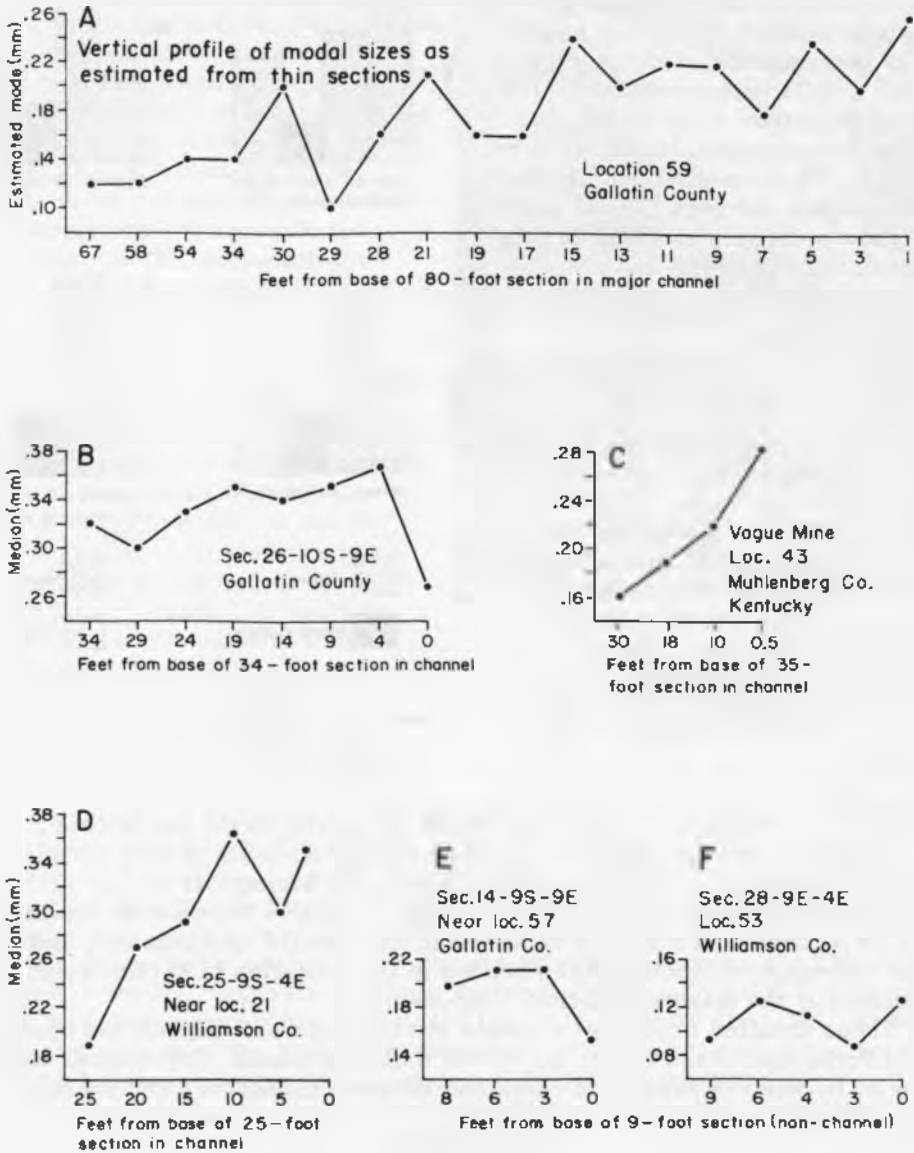 A
Vertical profile of modal sizes as
estimated from thin sections
Estimated mode (mm)
.26
.22
.18
.14
.10
Location 59
Gallatin County
67 58 54 34 30 29 28 21 19 17 15 13 11 9 7 5 3 1
Feet from base of 80-foot section in major channel
B
Median (mm)
.38
.34
.30
.26
Sec. 26-10S-9E
Gallatin County
34 29 24 19 14 9 4 0
Feet from base of 34-foot section in channel
C
.28
.24
.20
.16
Vogue Mine
Loc. 43
Muhlenberg Co.
Kentucky
30 18 10 0.5
Feet from base of 35-
foot section in channel
D
Median (mm)
.38
.34
.30
.26
.22
.18
Sec. 25-9S-4E
Near loc. 21
Williamson Co.
25 20 15 10 5 0
Feet from base of 25-foot
section in channel
E
Sec. 14-9S-9E
Near loc. 57
Gallatin Co.
.22
.18
.14
8 6 3 0
F
Sec. 28-9E-4E
Loc. 53
Williamson Co.
.16
.12
.08
9 6 4 3 0
Feet from base of 9-foot section (non-channel)